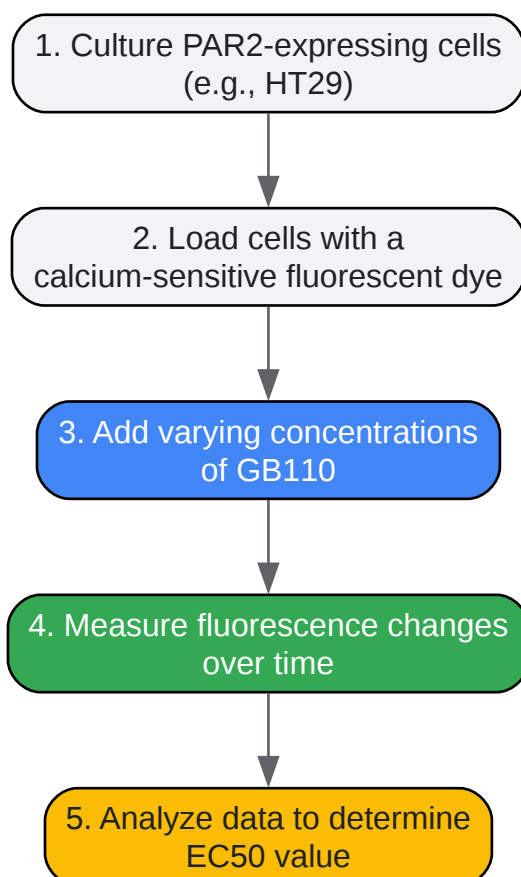 1. Culture PAR2-expressing cells
(e.g., HT29)
2. Load cells with a
calcium-sensitive fluorescent dye
3. Add varying concentrations
of GB110
4. Measure fluorescence changes
over time
5. Analyze data to determine
EC50 value